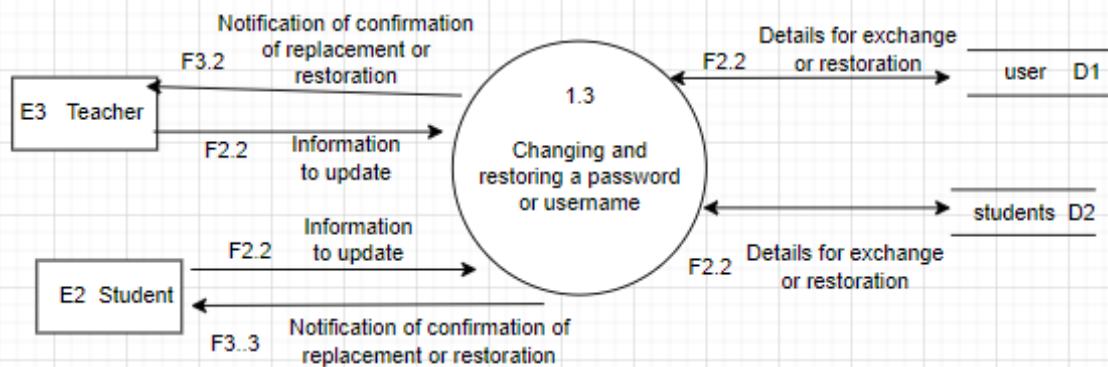 Notification of confirmation
of replacement or
restoration
F3.2
E3 Teacher
F2.2
Information
to update
Information
to update
F2.2
E2 Student
Notification of confirmation of
replacement or restoration
F3..3
1.3
Changing and
restoring a password
or username
Details for exchange
or restoration
F2.2
user D1
students D2
F2.2
Details for exchange
or restoration